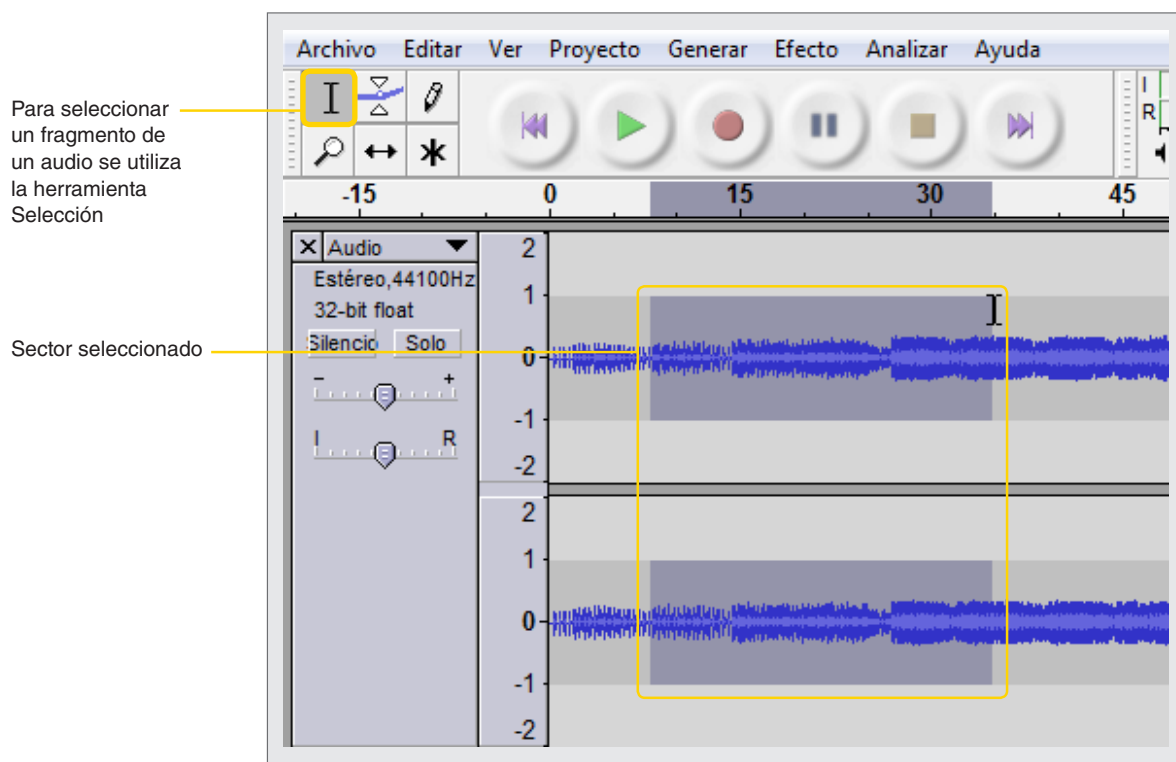 Archivo Editar Ver Proyecto Generar Efecto Analizar Ayuda
Para seleccionar
un fragmento de
un audio se utiliza
la herramienta
Selección
I
R
-15 0 15 30 45
X Audio
Estéreo,44100Hz
32-bit float
Silencio Solo
- +
I R
2
1
0
-1
-2
Sector seleccionado
2
1
0
-1
-2